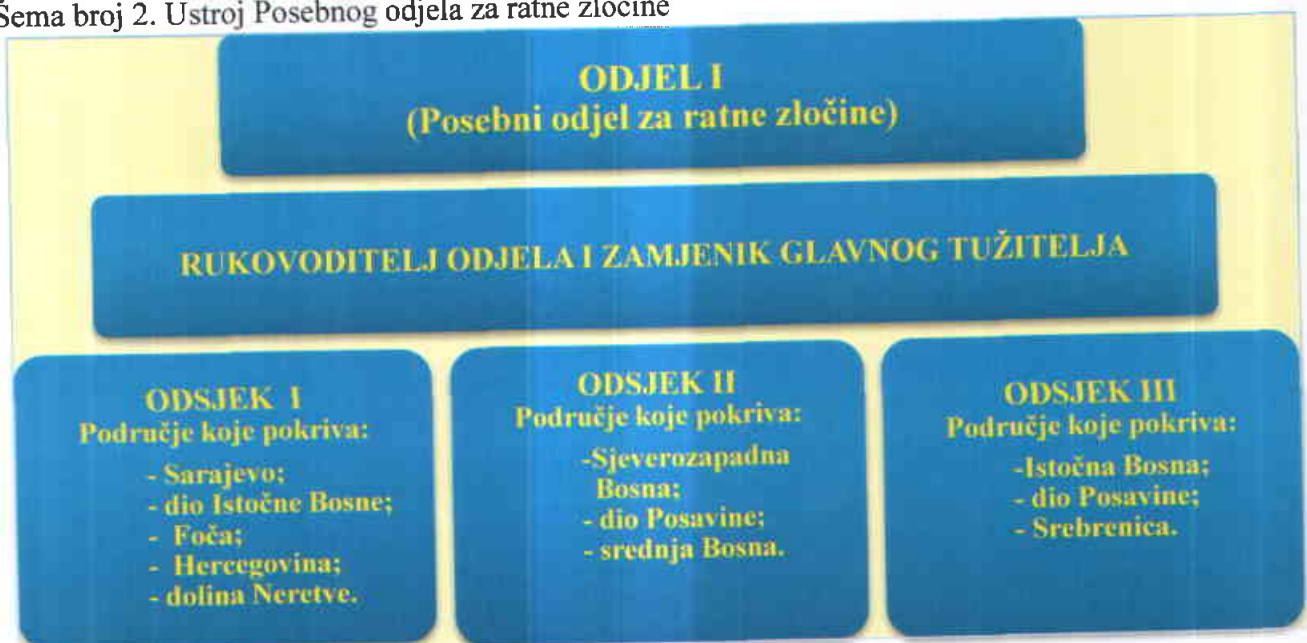 Šema broj 2. Ustroj Posebnog odjela za ratne zločine
ODJEL I
(Posebni odjel za ratne zločine)
RUKOVODITELJ ODJELA I ZAMJENIK GLAVNOG TUŽITELJA
ODSJEK I
Područje koje pokriva:
- Sarajevo;
- dio Istočne Bosne;
- Foča;
- Hercegovina;
- dolina Neretve.
ODSJEK II
Područje koje pokriva:
-Sjeverozapadna
Bosna;
- dio Posavine;
- srednja Bosna.
ODSJEK III
Područje koje pokriva:
-Istočna Bosna;
- dio Posavine;
- Srebrenica.